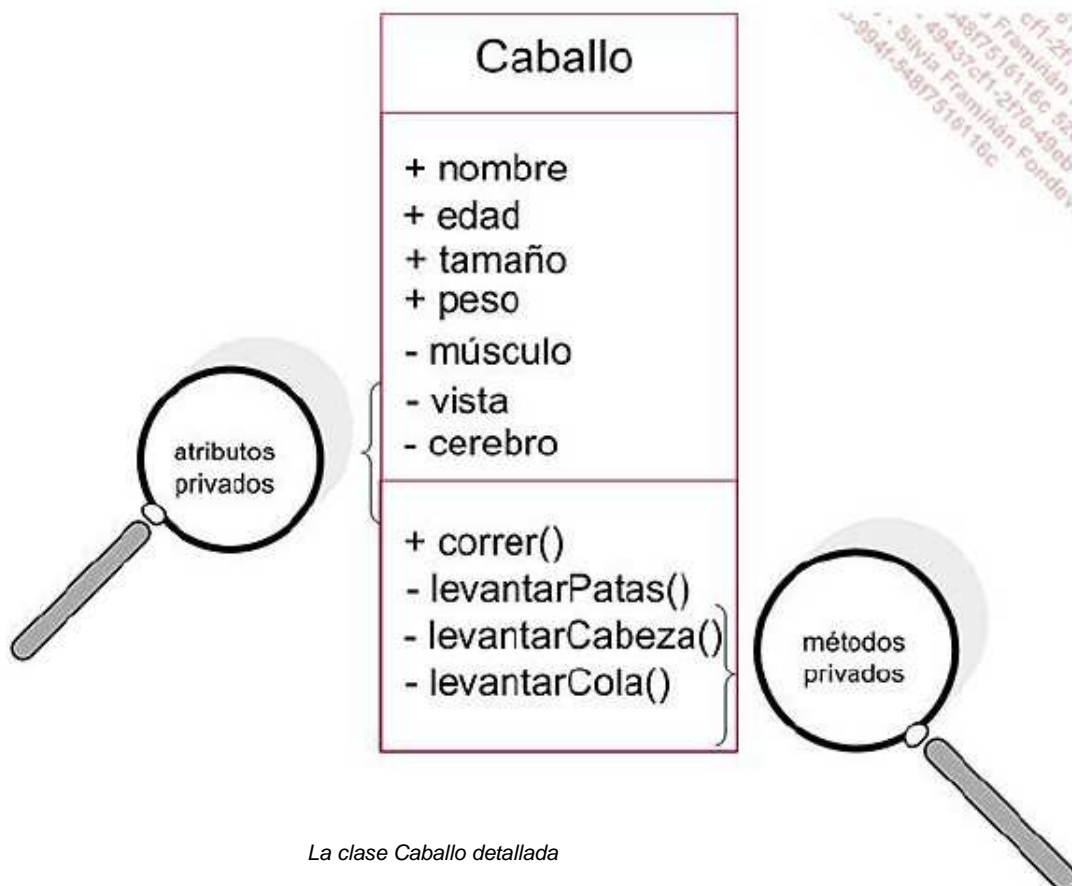 Caballo
+ nombre
+ edad
+ tamaño
+ peso
- músculo
- vista
- cerebro
atributos
privados
+ correr()
- levantarPatas()
- levantarCabeza()
- levantarCola()
métodos
privados
La clase Caballo detallada